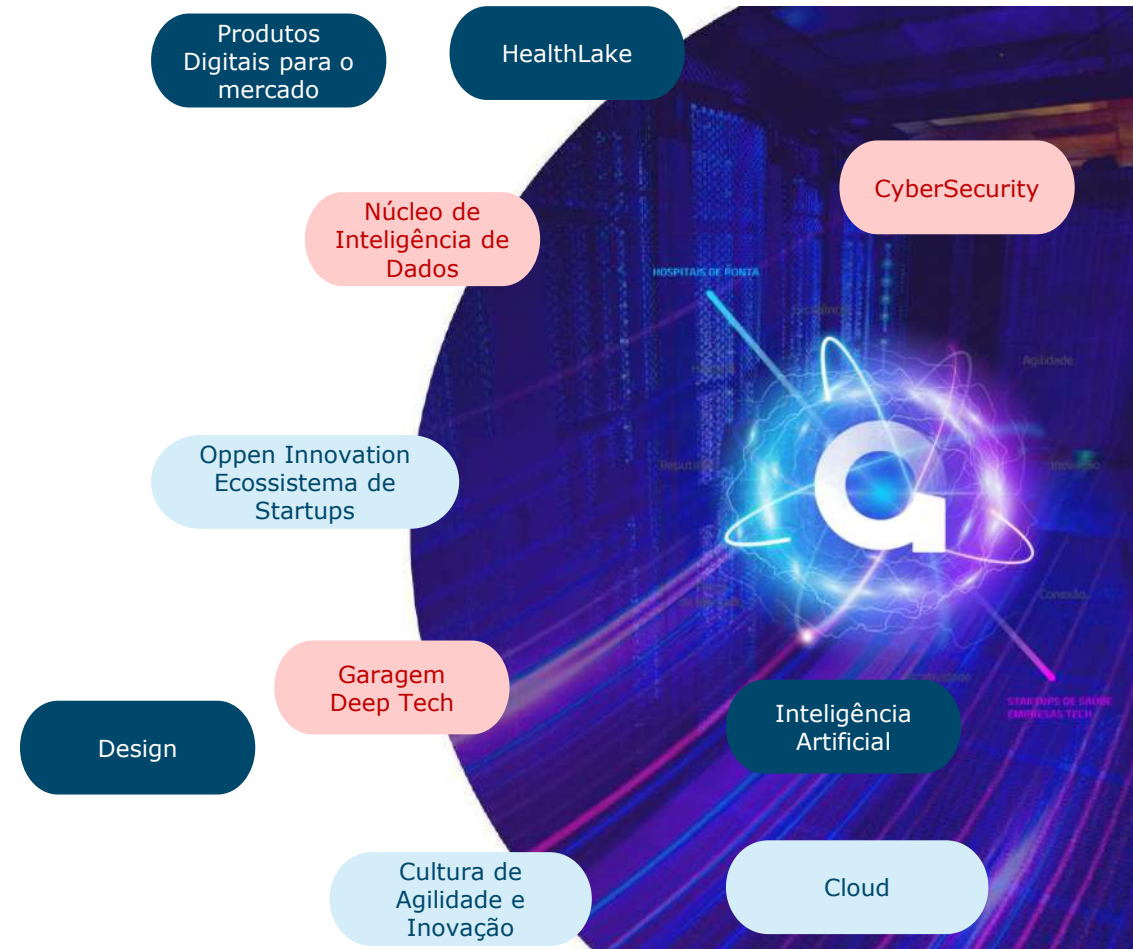 Produtos
Digitais para o
mercado
HealthLake
CyberSecurity
Núcleo de
Inteligência de
Dados
HOSPITAIS DE PONTA
Agilidade
Inovação
Oppen Innovation
Ecossistema de
Startups
Conexão
Garagem
Deep Tech
STARTUPS DE SAÚDE
EMPRESAS TECH
Inteligência
Artificial
Design
Cultura de
Agilidade e
Inovação
Cloud